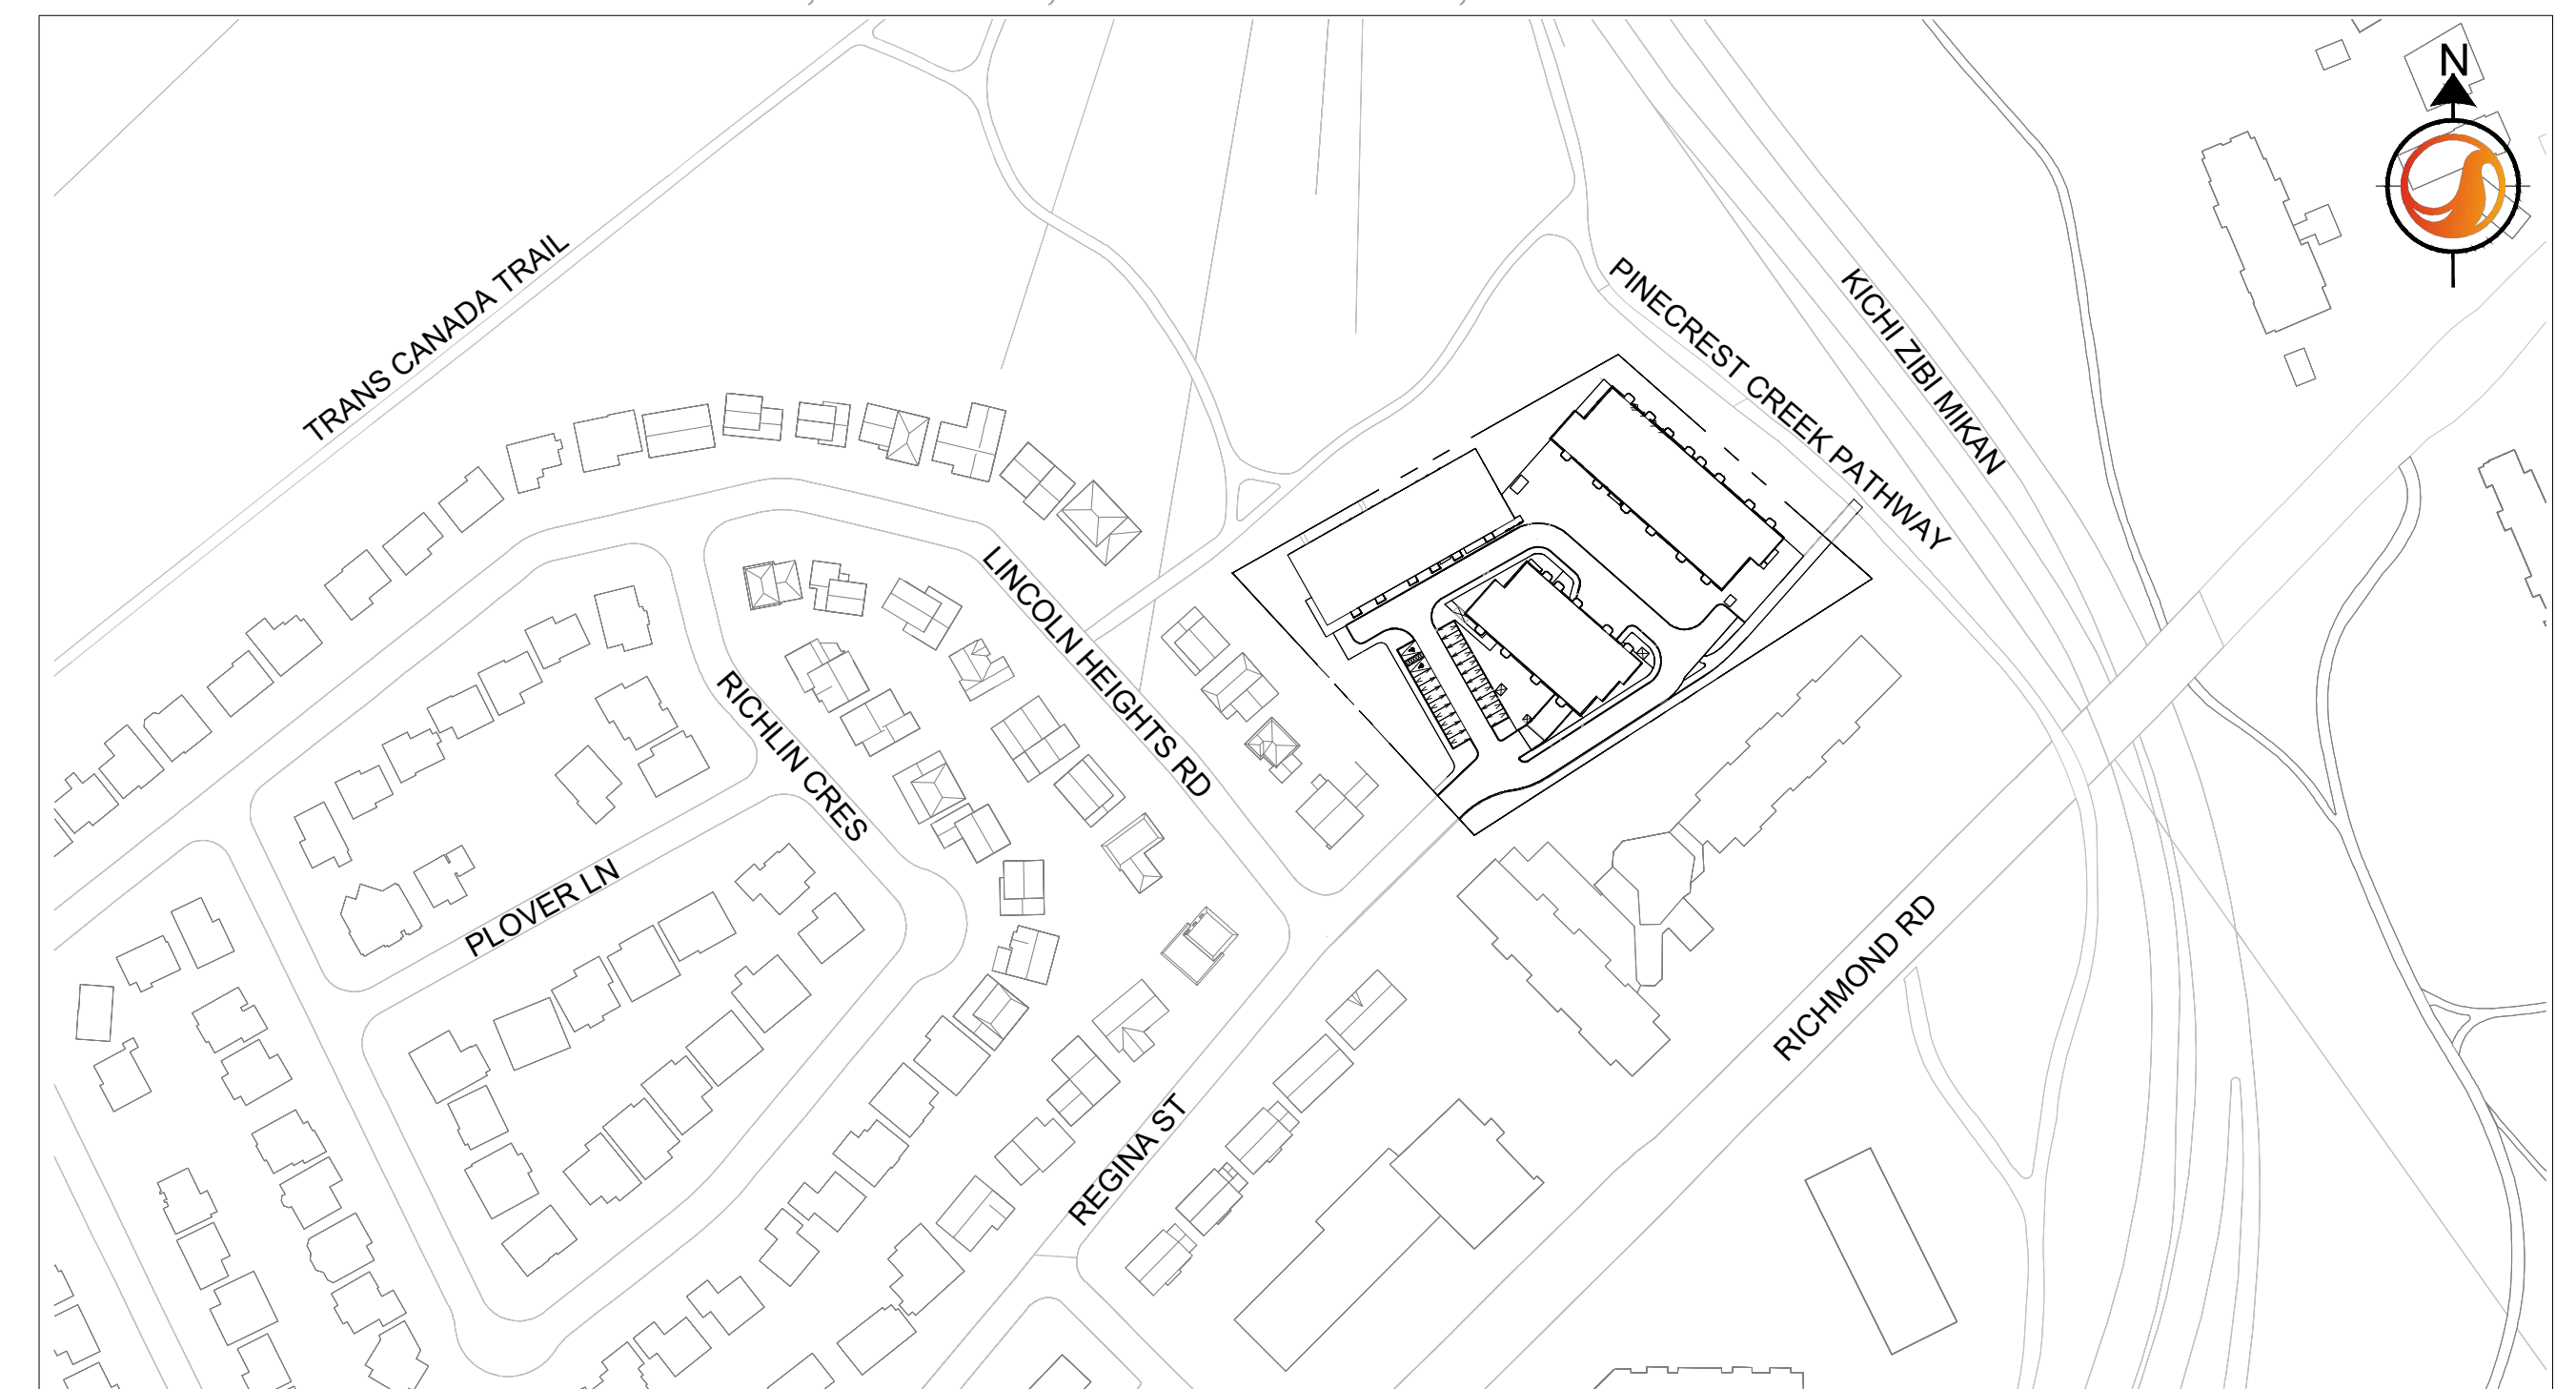 N
TRANS CANADA TRAIL
PINECREST CREEK PATHWAY
KICHI ZIBI MIKAN
LINCOLN HEIGHTS RD
RICHLIN CRES
PLOVER LN
RICHMOND RD
REGINA ST